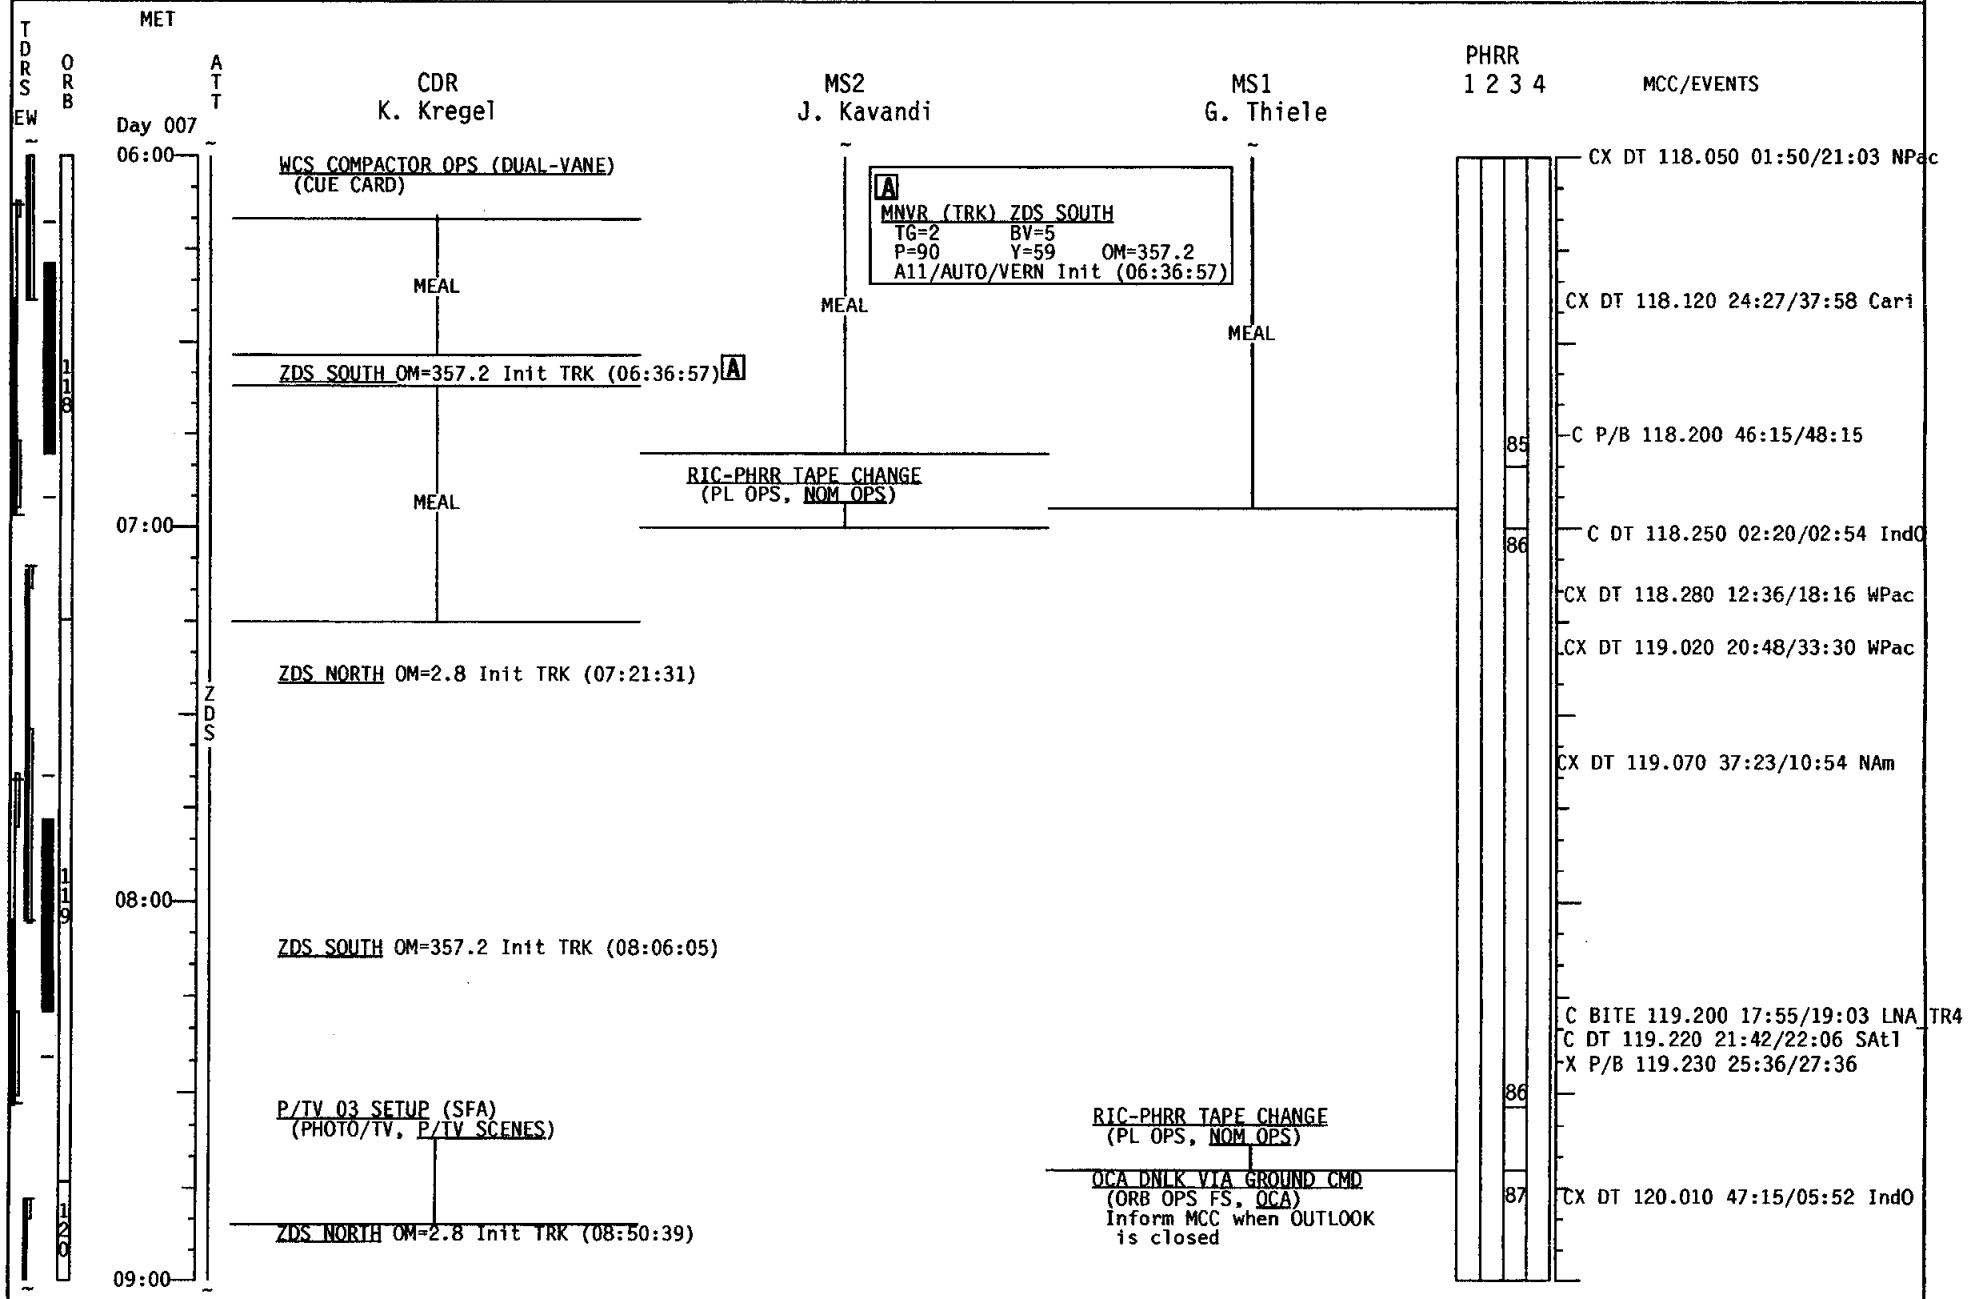 MET
TDRS
ORB
ATT
EW
CDR
K. Kregel
MS2
J. Kavandi
MS1
G. Thiele
PHRR
1 2 3 4
MCC/EVENTS
Day 007
~ ~ ~ ~ ~
06:00
WCS COMPACTOR OPS (DUAL-VANE)
(CUE CARD)
MEAL
ZDS SOUTH OM=357.2 Init TRK (06:36:57) A
MEAL
ZDS NORTH OM=2.8 Init TRK (07:21:31)
ZDS SOUTH OM=357.2 Init TRK (08:06:05)
P/TV 03 SETUP (SFA)
(PHOTO/TV, P/TV SCENES)
ZDS NORTH OM=2.8 Init TRK (08:50:39)
MEAL
RIC-PHRR TAPE CHANGE
(PL OPS, NOM OPS)
A
MNVR (TRK) ZDS SOUTH
TG=2 BV=5
P=90 Y=59 OM=357.2
All/AUTO/VERN Init (06:36:57)
MEAL
RIC-PHRR TAPE CHANGE
(PL OPS, NOM OPS)
OCA DNLK VIA GROUND CMD
(ORB OPS FS, OCA)
Inform MCC when OUTLOOK
is closed
118
119
120
07:00
08:00
09:00
ZDS
85
86
86
87
CX DT 118.050 01:50/21:03 NPac
CX DT 118.120 24:27/37:58 Cari
C P/B 118.200 46:15/48:15
C DT 118.250 02:20/02:54 IndO
CX DT 118.280 12:36/18:16 WPac
CX DT 119.020 20:48/33:30 WPac
CX DT 119.070 37:23/10:54 NAm
C BITE 119.200 17:55/19:03 LNA_TR4
C DT 119.220 21:42/22:06 SAtl
X P/B 119.230 25:36/27:36
CX DT 120.010 47:15/05:52 IndO
~ ~